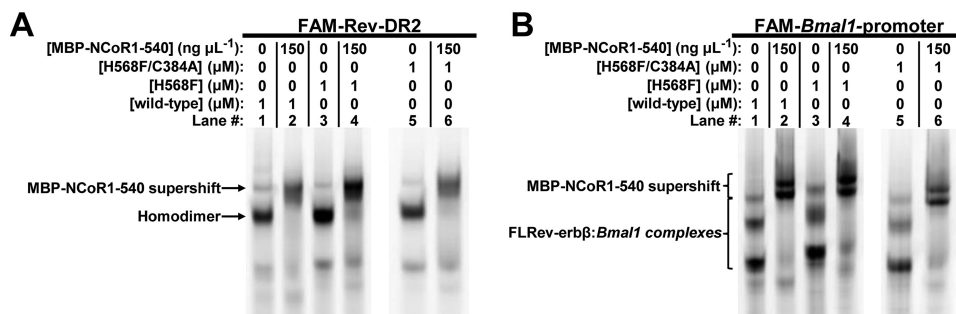 A FAM-Rev-DR2
[MBP-NCoR1-540] (ng µL-1): 0 150 0 150 0 150
[H568F/C384A] (µM): 0 0 0 0 1 1
[H568F] (µM): 0 0 1 1 0 0
[wild-type] (µM): 1 1 0 0 0 0
Lane #: 1 2 3 4 5 6
MBP-NCoR1-540 supershift
Homodimer
B FAM-Bmal1-promoter
[MBP-NCoR1-540] (ng µL-1): 0 150 0 150 0 150
[H568F/C384A] (µM): 0 0 0 0 1 1
[H568F] (µM): 0 0 1 1 0 0
[wild-type] (µM): 1 1 0 0 0 0
Lane #: 1 2 3 4 5 6
MBP-NCoR1-540 supershift
FLRev-erbβ:Bmal1 complexes